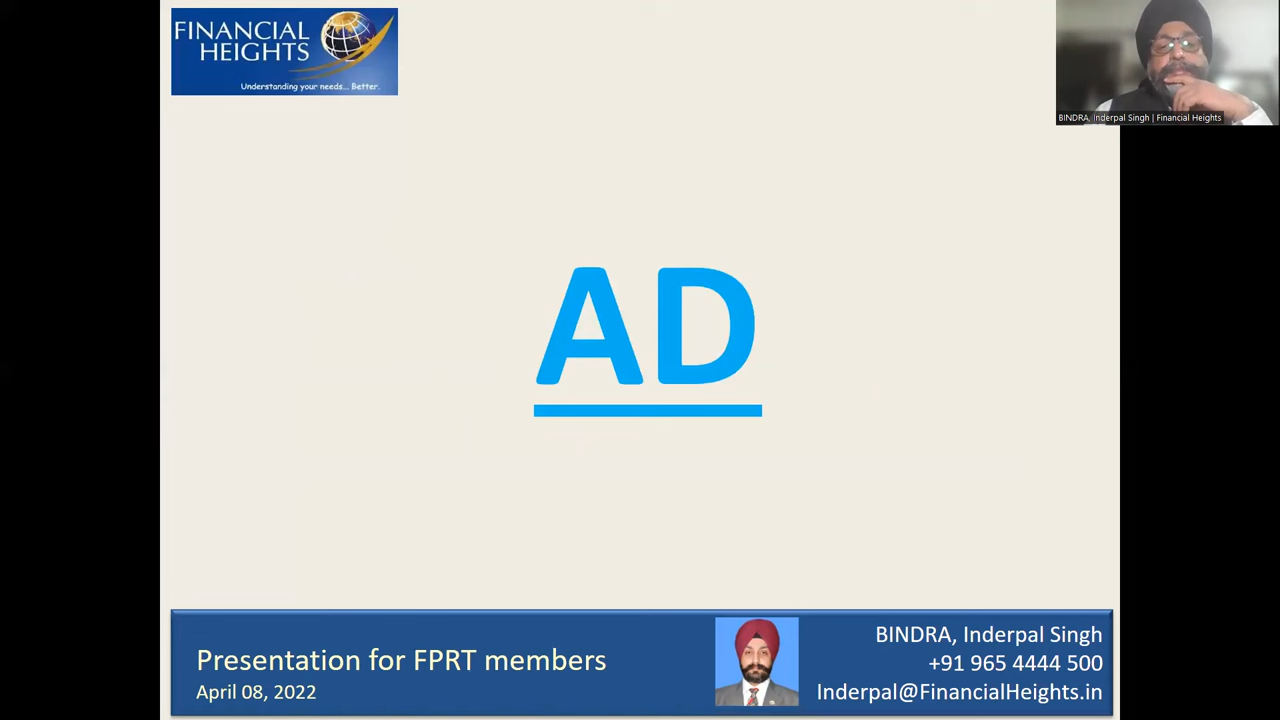 FINANCIAL
HEIGHTS
Understanding your needs... Better.
BINDRA, Inderpal Singh | Financial Heights
AD
Presentation for FPRT members
April 08, 2022
BINDRA, Inderpal Singh
+91 965 4444 500
Inderpal@FinancialHeights.in